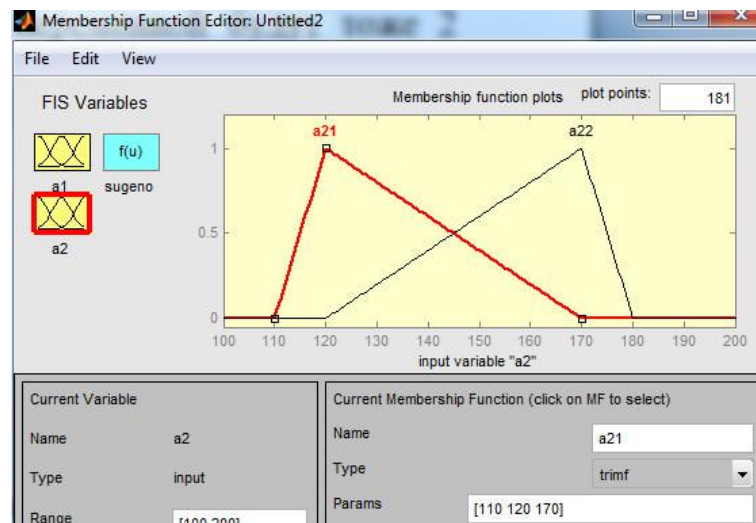 Membership Function Editor: Untitled2
File Edit View
FIS Variables
Membership function plots plot points: 181
f(u)
a1 sugeno
a2
a21 a22
1
0.5
0
100 110 120 130 140 150 160 170 180 190 200
input variable "a2"
Current Variable
Name a2
Type input
Range [100 200]
Current Membership Function (click on MF to select)
Name a21
Type trimf
Params [110 120 170]